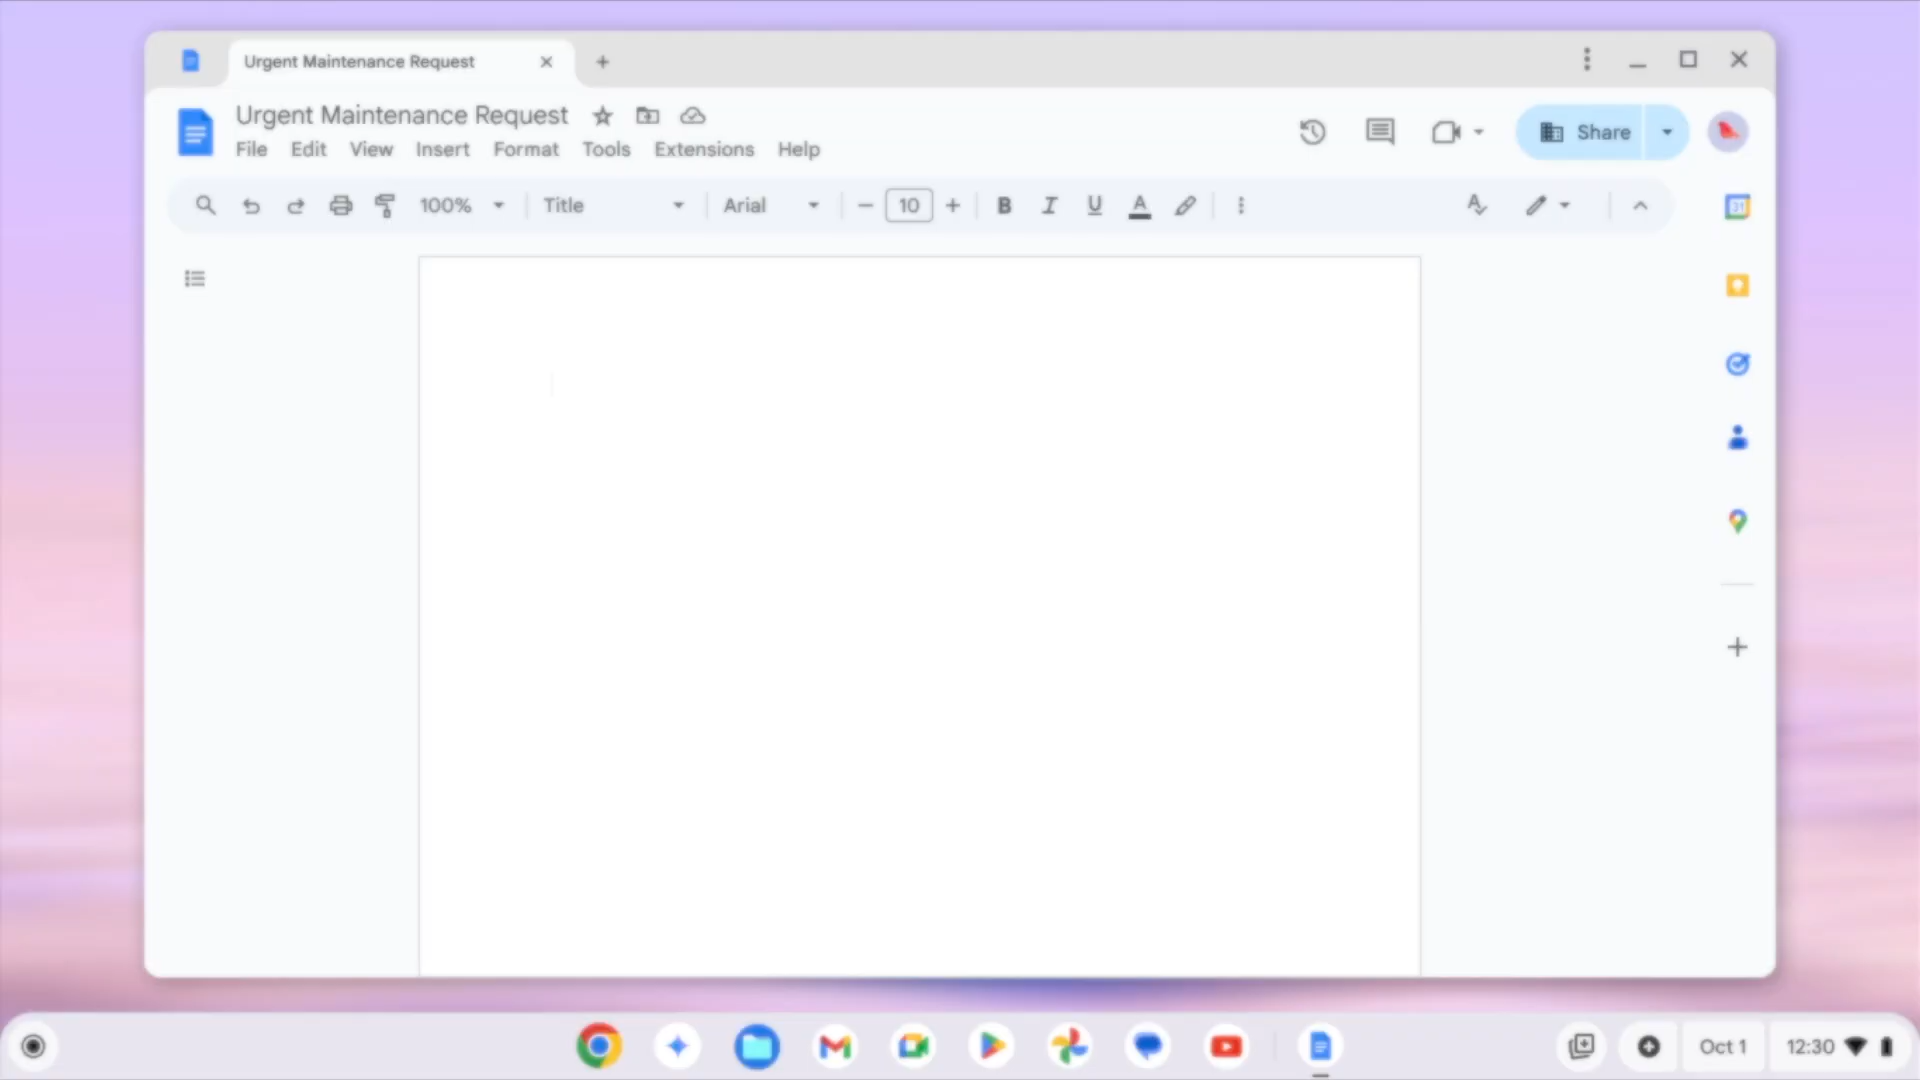 Urgent Maintenance Request
Urgent Maintenance Request
File Edit View Insert Format Tools Extensions Help
Share
100% Title Arial 10 B I U A
31
Oct 1 12:30